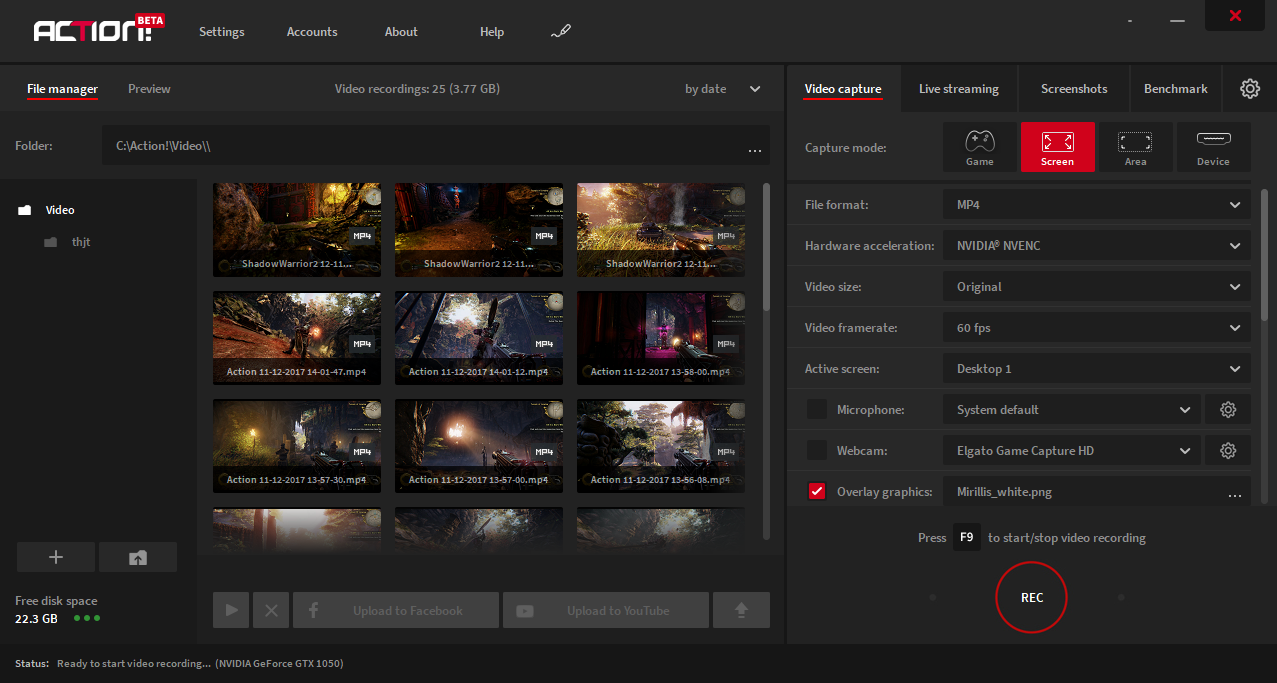 ACTION! BETA
Settings Accounts About Help
File manager Preview Video recordings: 25 (3.77 GB) by date
Video capture Live streaming Screenshots Benchmark
Folder: C:\Action!\Video\\ ...
Capture mode: Game Screen Area Device
Video
thjt
MP4 MP4 MP4
ShadowWarrior2 12-11... ShadowWarrior2 12-11... ShadowWarrior2 12-11...
MP4 MP4 MP4
Action 11-12-2017 14-01-47.mp4 Action 11-12-2017 14-01-12.mp4 Action 11-12-2017 13-58-00.mp4
MP4 MP4 MP4
Action 11-12-2017 13-57-30.mp4 Action 11-12-2017 13-57-00.mp4 Action 11-12-2017 13-56-08.mp4
File format: MP4
Hardware acceleration: NVIDIA® NVENC
Video size: Original
Video framerate: 60 fps
Active screen: Desktop 1
Microphone: System default
Webcam: Elgato Game Capture HD
Overlay graphics: Mirillis_white.png ...
Press F9 to start/stop video recording
REC
Free disk space
22.3 GB
Upload to Facebook Upload to YouTube
Status: Ready to start video recording... (NVIDIA GeForce GTX 1050)